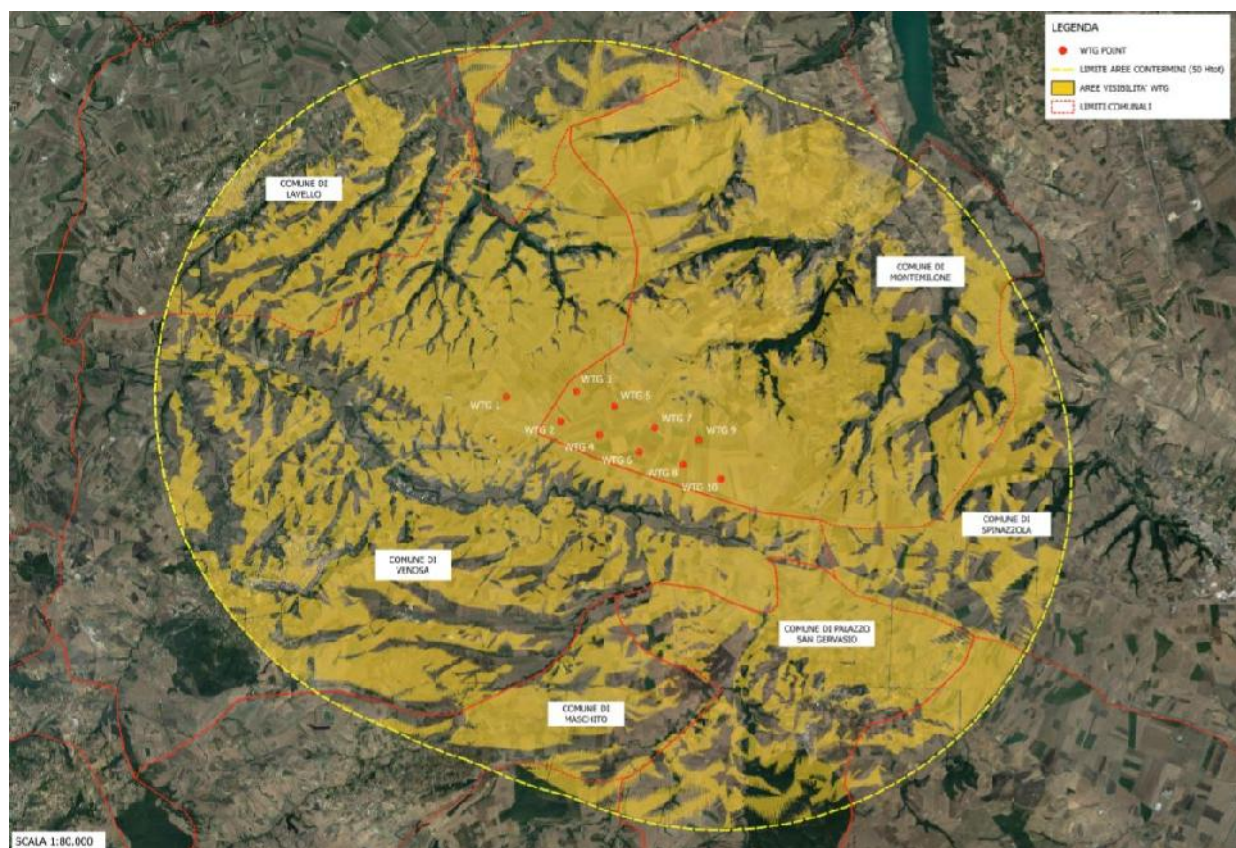 LEGENDA
WTG POINT
LIMITE AREE CONTERMINI (50 Htot)
AREE VISIBILITA' WTG
LIMITI COMUNALI
COMUNE DI
LAVELLO
COMUNE DI
MONTEMILONE
WTG 3
WTG 1
WTG 5
WTG 2
WTG 7
WTG 9
WTG 4
WTG 6
WTG 8
WTG 10
COMUNE DI
SPINAZZOLA
COMUNE DI
VENOSA
COMUNE DI PALAZZO
SAN GERVASIO
COMUNE DI
MASCHITO
SCALA 1:80.000